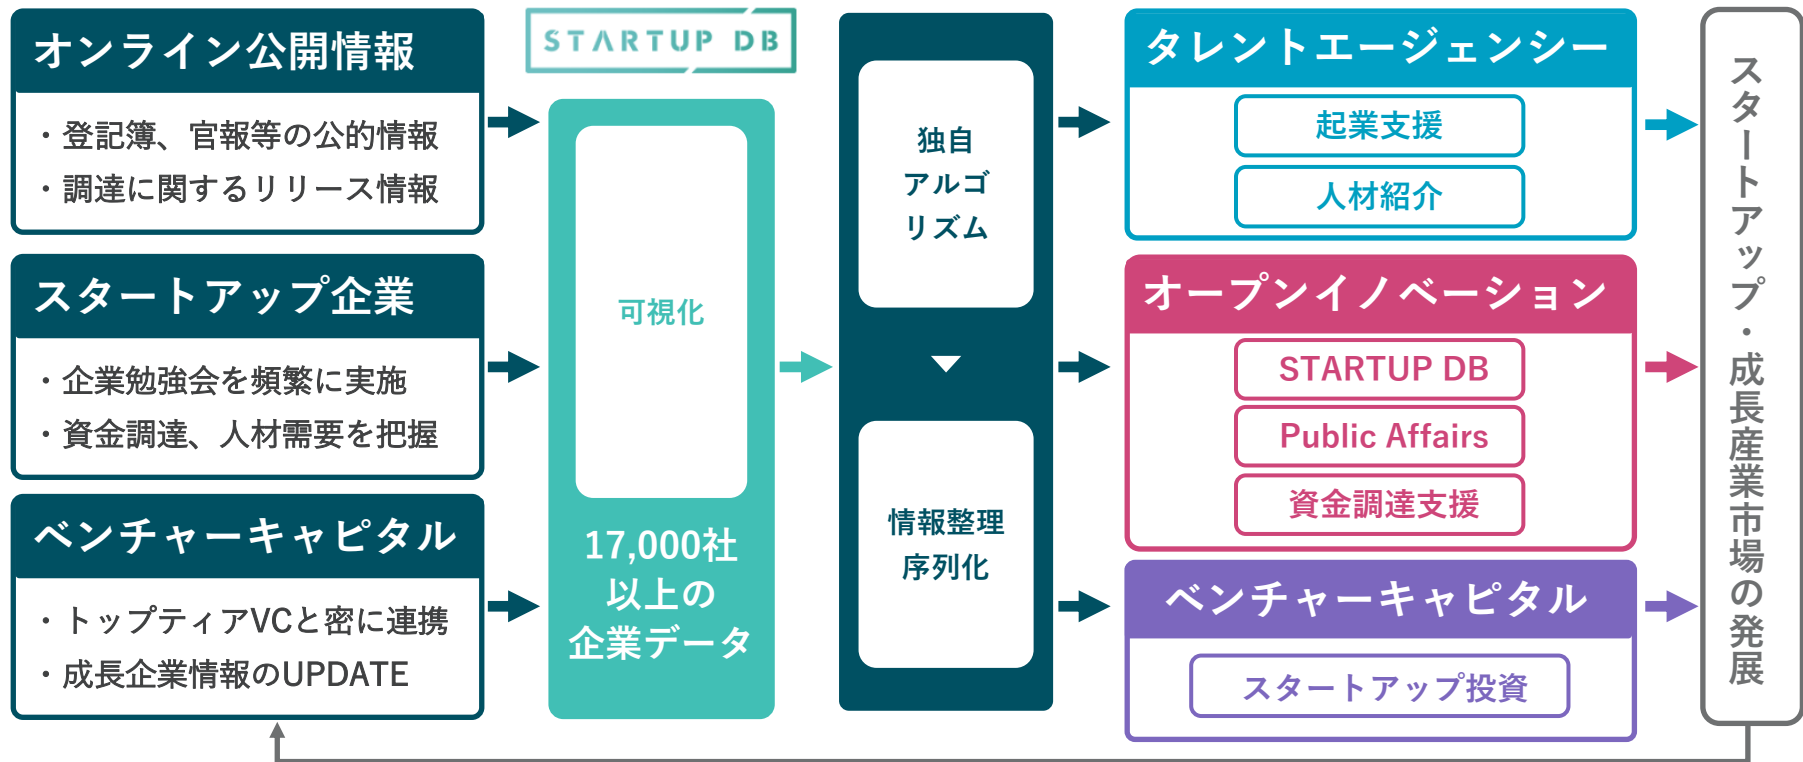 オンライン公開情報
・登記簿、官報等の公的情報
・調達に関するリリース情報
スタートアップ企業
・企業勉強会を頻繁に実施
・資金調達、人材需要を把握
ベンチャーキャピタル
・トップティアVCと密に連携
・成長企業情報のUPDATE
STARTUP DB
可視化
17,000社
以上の
企業データ
独自
アルゴ
リズム
情報整理
序列化
タレントエージェンシー
起業支援
人材紹介
オープンイノベーション
STARTUP DB
Public Affairs
資金調達支援
ベンチャーキャピタル
スタートアップ投資
スタートアップ・成長産業市場の発展